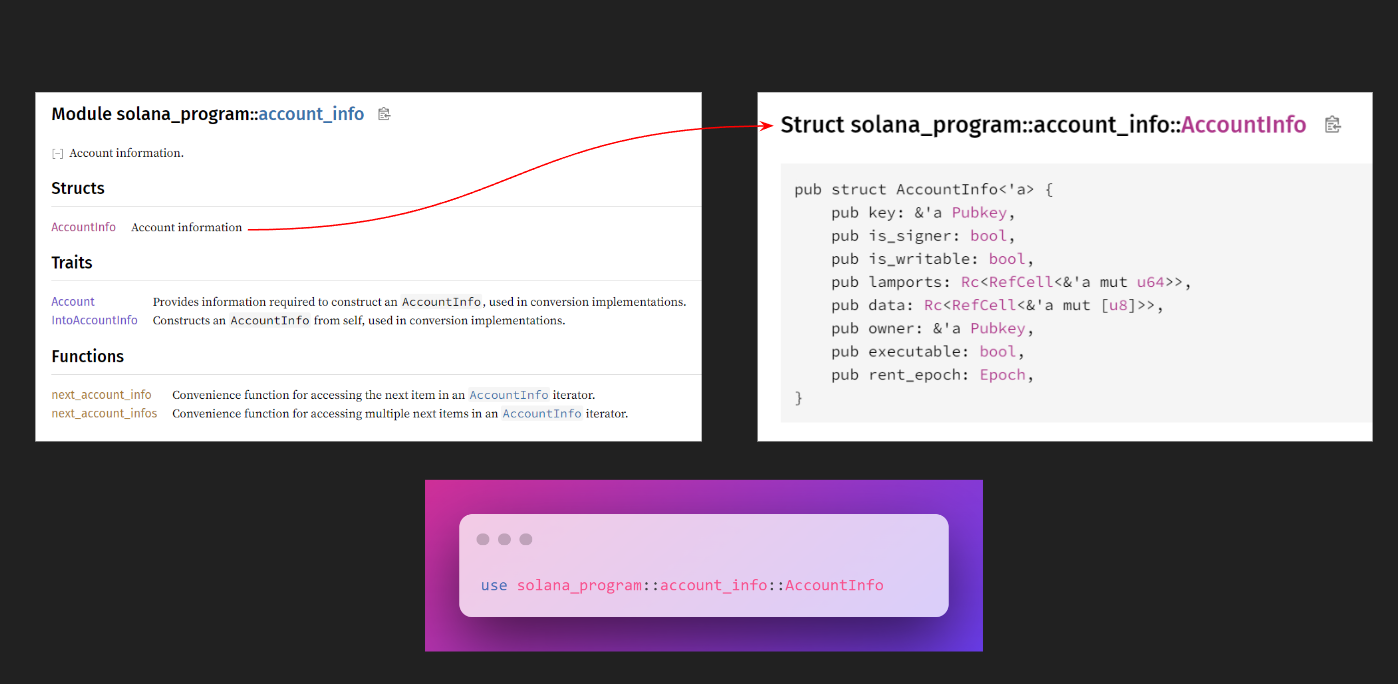 Module solana_program::account_info
[−] Account information.
Structs
AccountInfo Account information
Traits
Account Provides information required to construct an AccountInfo, used in conversion implementations.
IntoAccountInfo Constructs an AccountInfo from self, used in conversion implementations.
Functions
next_account_info Convenience function for accessing the next item in an AccountInfo iterator.
next_account_infos Convenience function for accessing multiple next items in an AccountInfo iterator.
Struct solana_program::account_info::AccountInfo
pub struct AccountInfo<'a> {
    pub key: &'a Pubkey,
    pub is_signer: bool,
    pub is_writable: bool,
    pub lamports: Rc<RefCell<&'a mut u64>>,
    pub data: Rc<RefCell<&'a mut [u8]>>,
    pub owner: &'a Pubkey,
    pub executable: bool,
    pub rent_epoch: Epoch,
}
use solana_program::account_info::AccountInfo